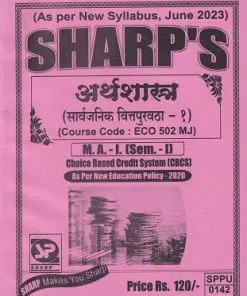 (As per New Syllabus, June 2023)
SHARP'S
अर्थशास्त्र
(सार्वजनिक वित्तपुरवठा - १)
(Course Code : ECO 502 MJ)
M. A. - I. (Sem. - I)
Choice Based Credit System (CBCS)
As Per New Education Policy - 2020
SP
SHARP
SHARP Makes You Sharp
Price Rs. 120/-
SPPU
0142